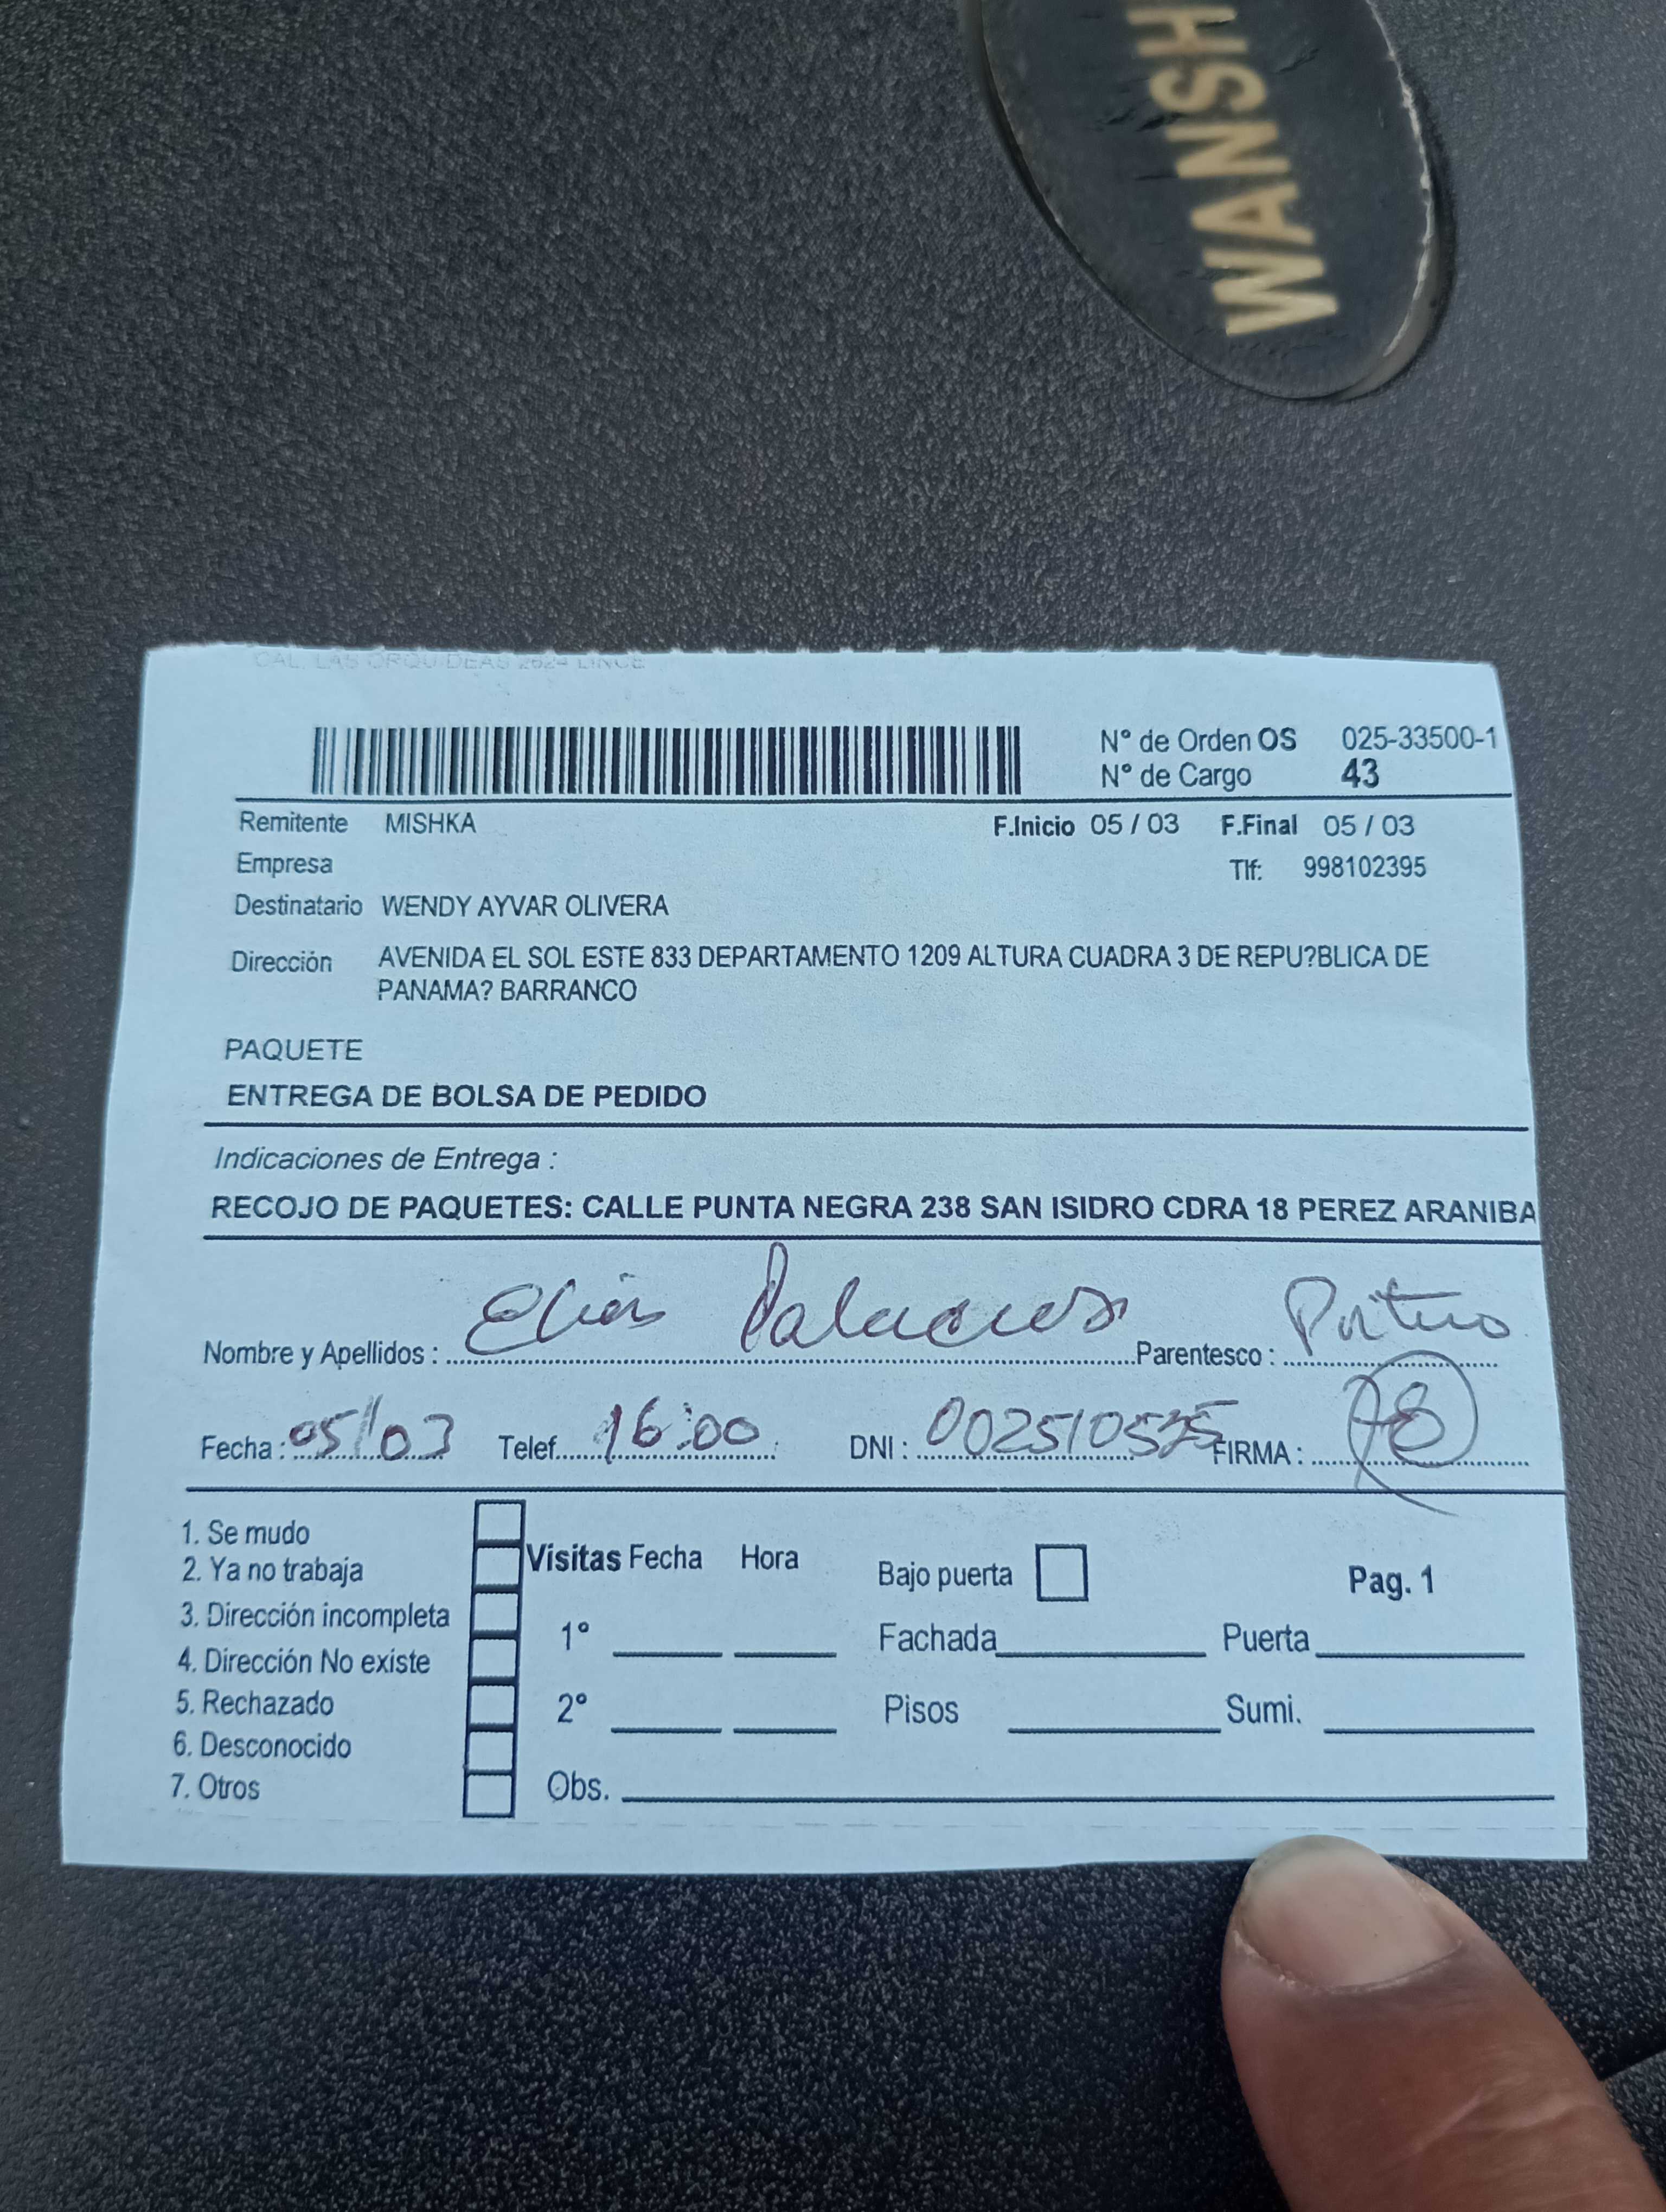 WANSH
CAL. LAS ORQUIDEAS 2624 LINCE
N° de Orden OS 025-33500-1
N° de Cargo 43
Remitente MISHKA F.Inicio 05 / 03 F.Final 05 / 03
Empresa Tlf: 998102395
Destinatario WENDY AYVAR OLIVERA
Dirección AVENIDA EL SOL ESTE 833 DEPARTAMENTO 1209 ALTURA CUADRA 3 DE REPU?BLICA DE
PANAMA? BARRANCO
PAQUETE
ENTREGA DE BOLSA DE PEDIDO
Indicaciones de Entrega :
RECOJO DE PAQUETES: CALLE PUNTA NEGRA 238 SAN ISIDRO CDRA 18 PEREZ ARANIBA
Nombre y Apellidos : Elias Palacios Parentesco :
Fecha : 05/03 Telef. 16:00 DNI : 002510525 FIRMA :
1. Se mudo
2. Ya no trabaja
3. Dirección incompleta
4. Dirección No existe
5. Rechazado
6. Desconocido
7. Otros
Visitas Fecha Hora Bajo puerta Pag. 1
1° Fachada Puerta
2° Pisos Sumi.
Obs.